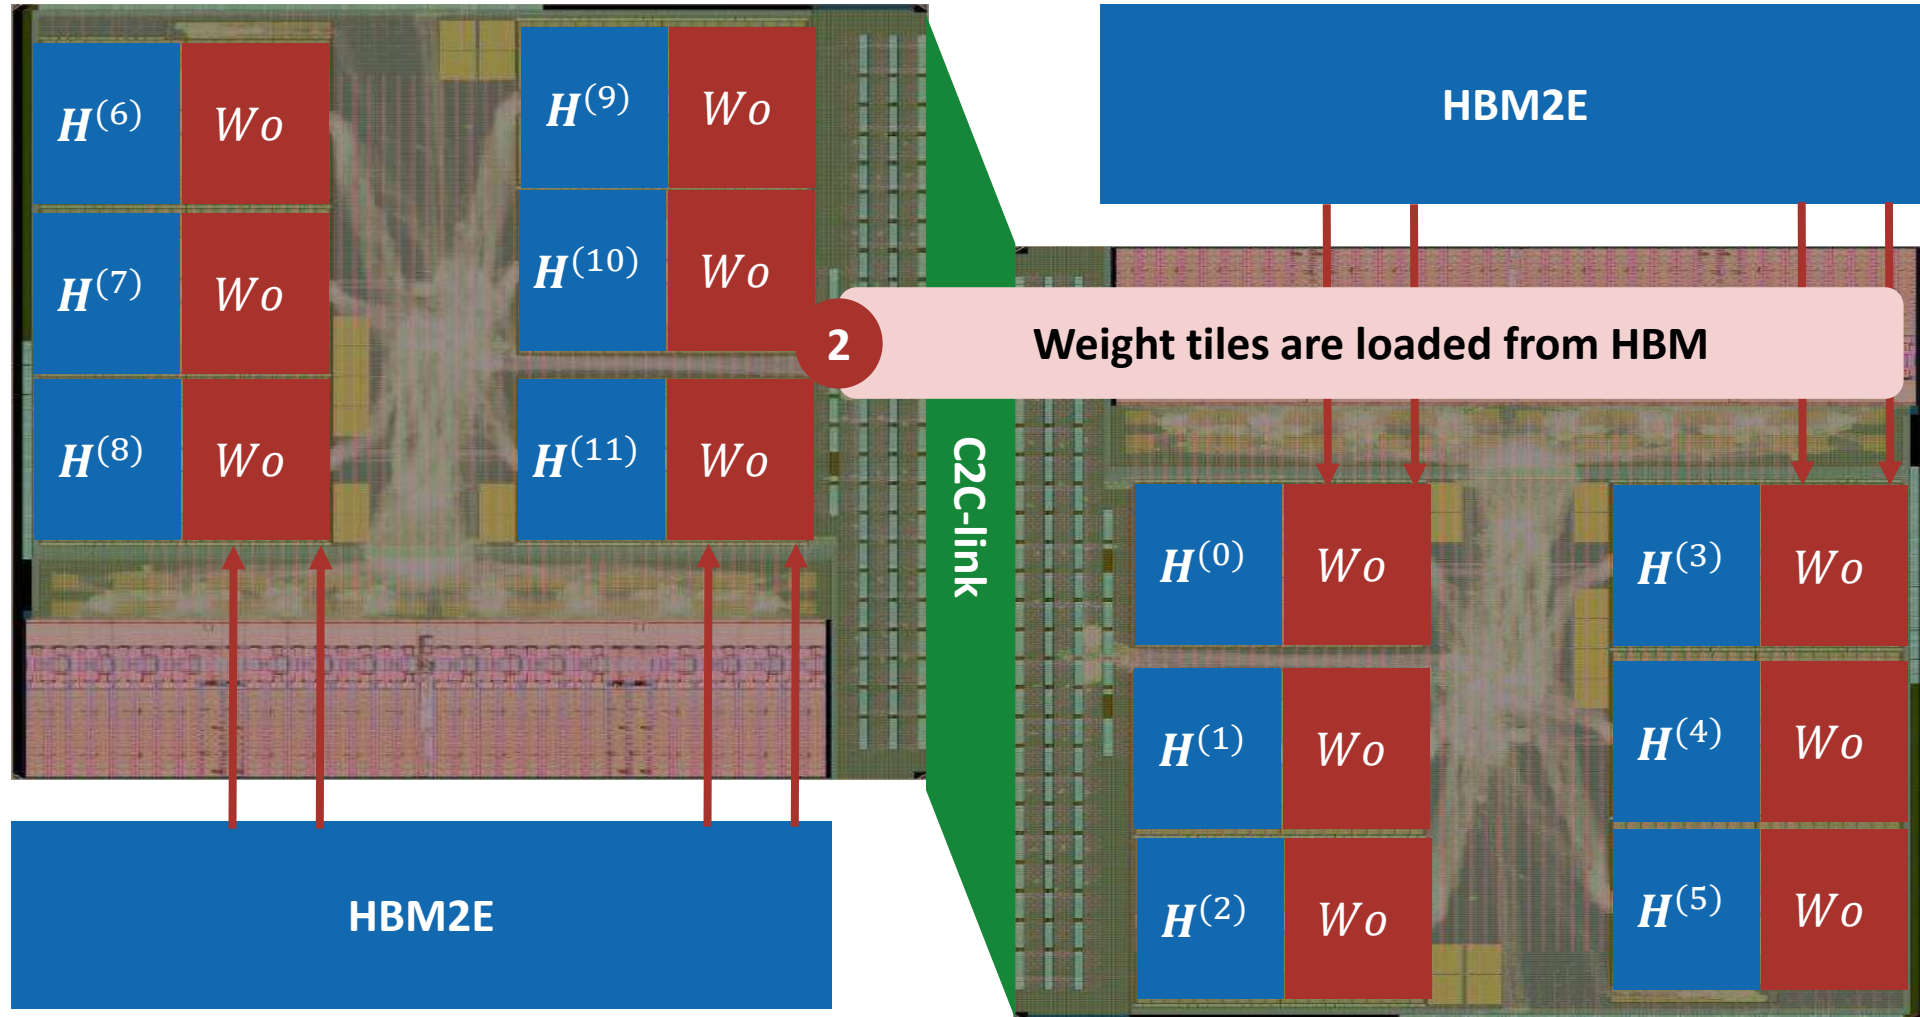 H^(6) Wo
H^(7) Wo
H^(8) Wo
H^(9) Wo
H^(10) Wo
H^(11) Wo
HBM2E
C2C-link
HBM2E
2 Weight tiles are loaded from HBM
H^(0) Wo
H^(1) Wo
H^(2) Wo
H^(3) Wo
H^(4) Wo
H^(5) Wo